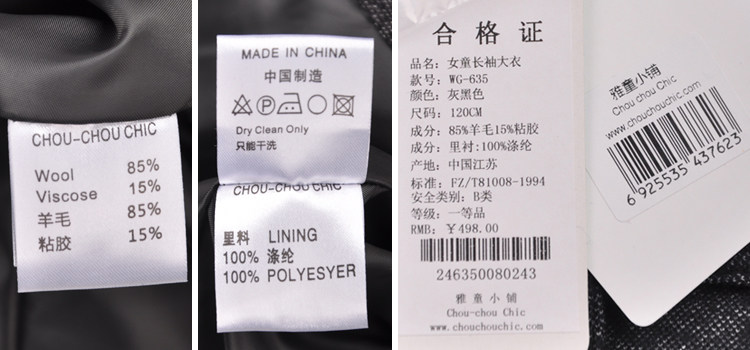 CHOU-CHOU CHIC
Wool 85%
Viscose 15%
羊毛 85%
粘胶 15%
MADE IN CHINA
中国制造
P
Dry Clean Only
只能干洗
CHOU-CHOU CHIC
里料 LINING
100% 涤纶
100% POLYESYER
合格证
品名：女童长袖大衣
款号：WG-635
颜色：灰黑色
尺码：120CM
成分：85%羊毛15%粘胶
成分：里衬:100%涤纶
产地：中国江苏
标准：FZ/T81008-1994
安全类别：B类
等级：一等品
RMB：￥498.00
246350080243
雅童小铺
Chou-chou Chic
www.chouchouchic.com
雅童小铺
Chou chou Chic
www.chouchouchic.com
6 925535 437623